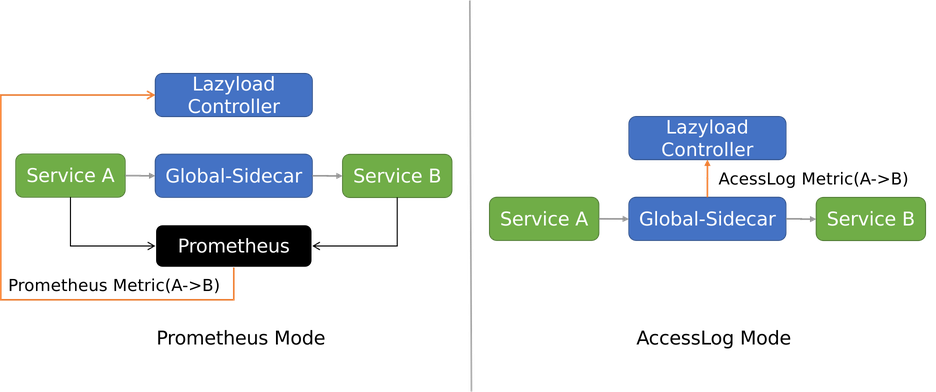 Lazyload
Controller
Service A
Global-Sidecar
Service B
Prometheus
Prometheus Metric(A->B)
Prometheus Mode
Lazyload
Controller
AcessLog Metric(A->B)
Service A
Global-Sidecar
Service B
AccessLog Mode